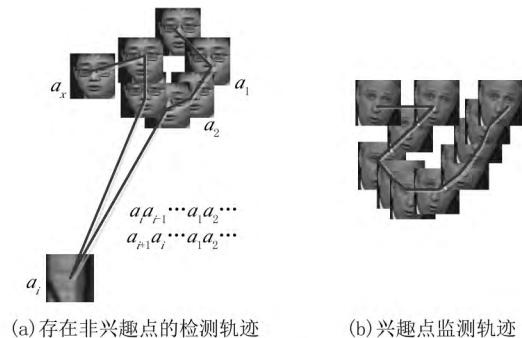 a_x
a_1
a_2
a_i a_{i-1}…a_1 a_2…
a_{i+1} a_i…a_1 a_2…
a_i
(a)存在非兴趣点的检测轨迹
(b)兴趣点监测轨迹